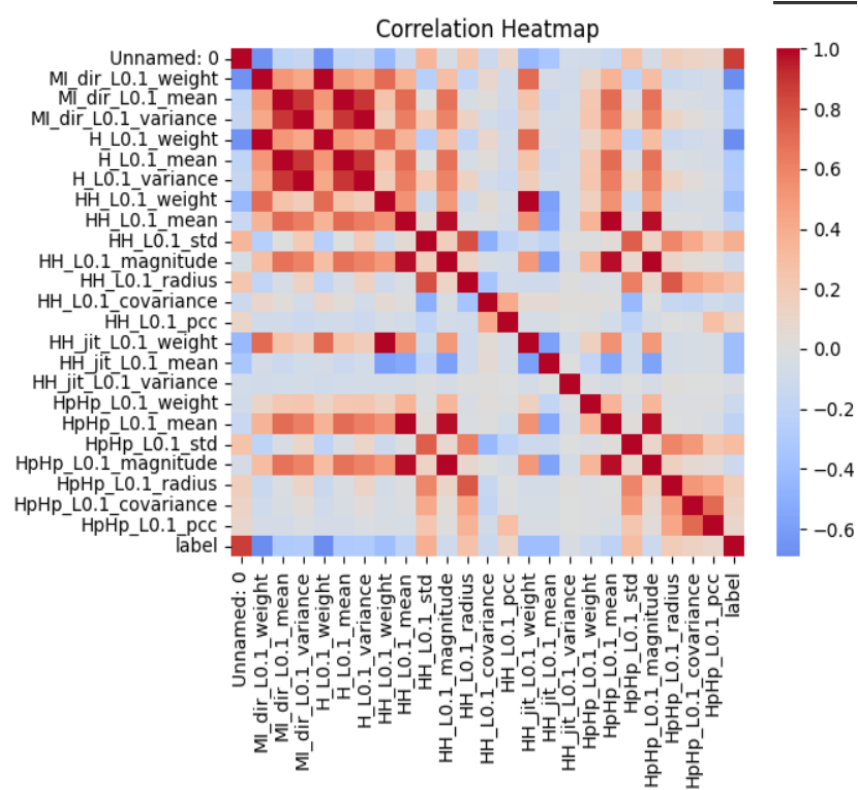 Correlation Heatmap
Unnamed: 0
MI_dir_L0.1_weight
MI_dir_L0.1_mean
MI_dir_L0.1_variance
H_L0.1_weight
H_L0.1_mean
H_L0.1_variance
HH_L0.1_weight
HH_L0.1_mean
HH_L0.1_std
HH_L0.1_magnitude
HH_L0.1_radius
HH_L0.1_covariance
HH_L0.1_pcc
HH_jit_L0.1_weight
HH_jit_L0.1_mean
HH_jit_L0.1_variance
HpHp_L0.1_weight
HpHp_L0.1_mean
HpHp_L0.1_std
HpHp_L0.1_magnitude
HpHp_L0.1_radius
HpHp_L0.1_covariance
HpHp_L0.1_pcc
label
1.0
0.8
0.6
0.4
0.2
0.0
−0.2
−0.4
−0.6
Unnamed: 0
MI_dir_L0.1_weight
MI_dir_L0.1_mean
MI_dir_L0.1_variance
H_L0.1_weight
H_L0.1_mean
H_L0.1_variance
HH_L0.1_weight
HH_L0.1_mean
HH_L0.1_std
HH_L0.1_magnitude
HH_L0.1_radius
HH_L0.1_covariance
HH_L0.1_pcc
HH_jit_L0.1_weight
HH_jit_L0.1_mean
HH_jit_L0.1_variance
HpHp_L0.1_weight
HpHp_L0.1_mean
HpHp_L0.1_std
HpHp_L0.1_magnitude
HpHp_L0.1_radius
HpHp_L0.1_covariance
HpHp_L0.1_pcc
label